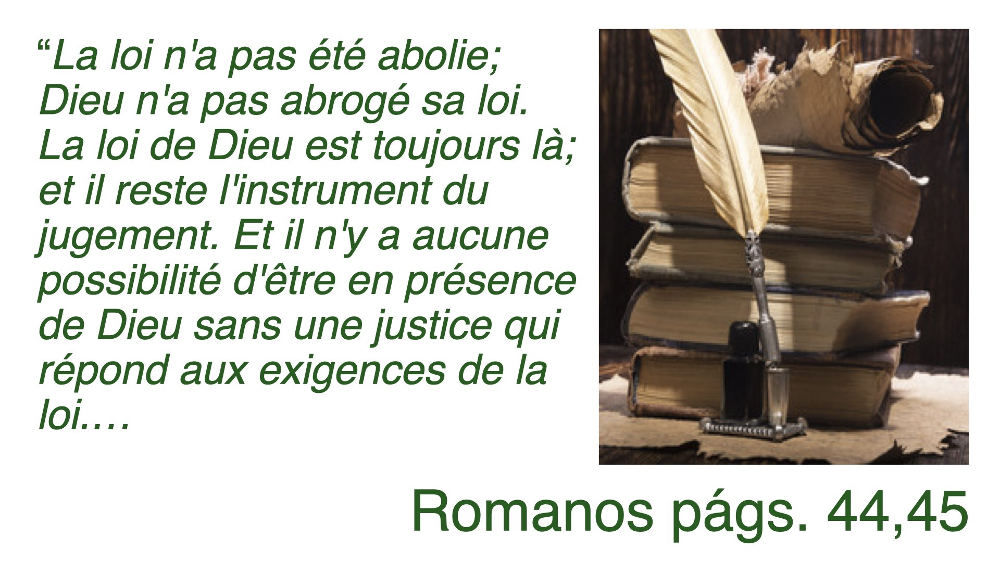 “La loi n'a pas été abolie;
Dieu n'a pas abrogé sa loi.
La loi de Dieu est toujours là;
et il reste l'instrument du
jugement. Et il n'y a aucune
possibilité d'être en présence
de Dieu sans une justice qui
répond aux exigences de la
loi.…
Romanos págs. 44,45